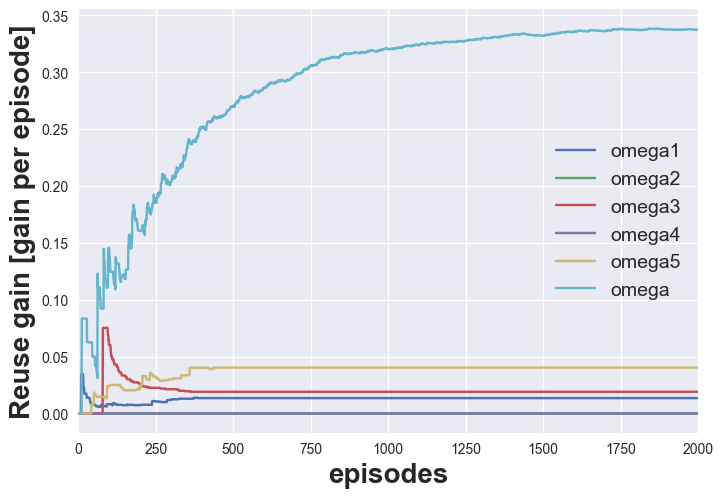 Reuse gain [gain per episode]
0.35
0.30
0.25
0.20
0.15
0.10
0.05
0.00
omega1
omega2
omega3
omega4
omega5
omega
0 250 500 750 1000 1250 1500 1750 2000
episodes